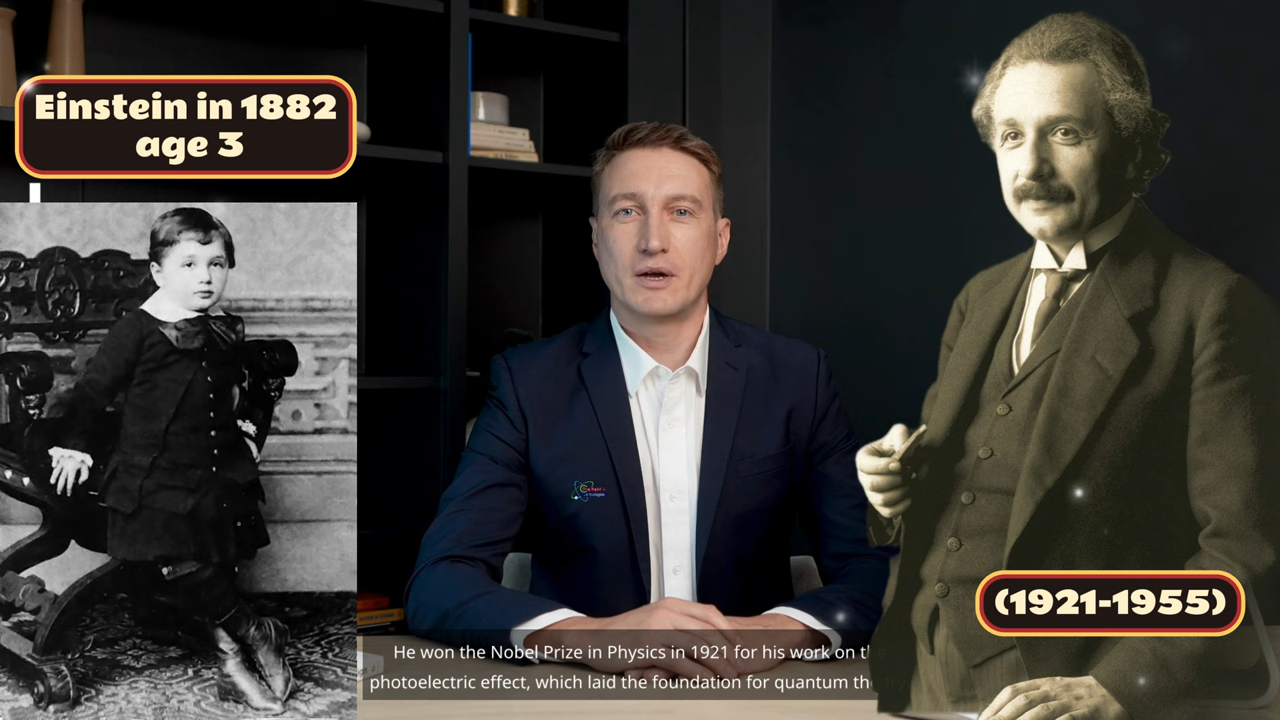 Einstein in 1882
age 3
(1921-1955)
He won the Nobel Prize in Physics in 1921 for his work on
photoelectric effect, which laid the foundation for quantum